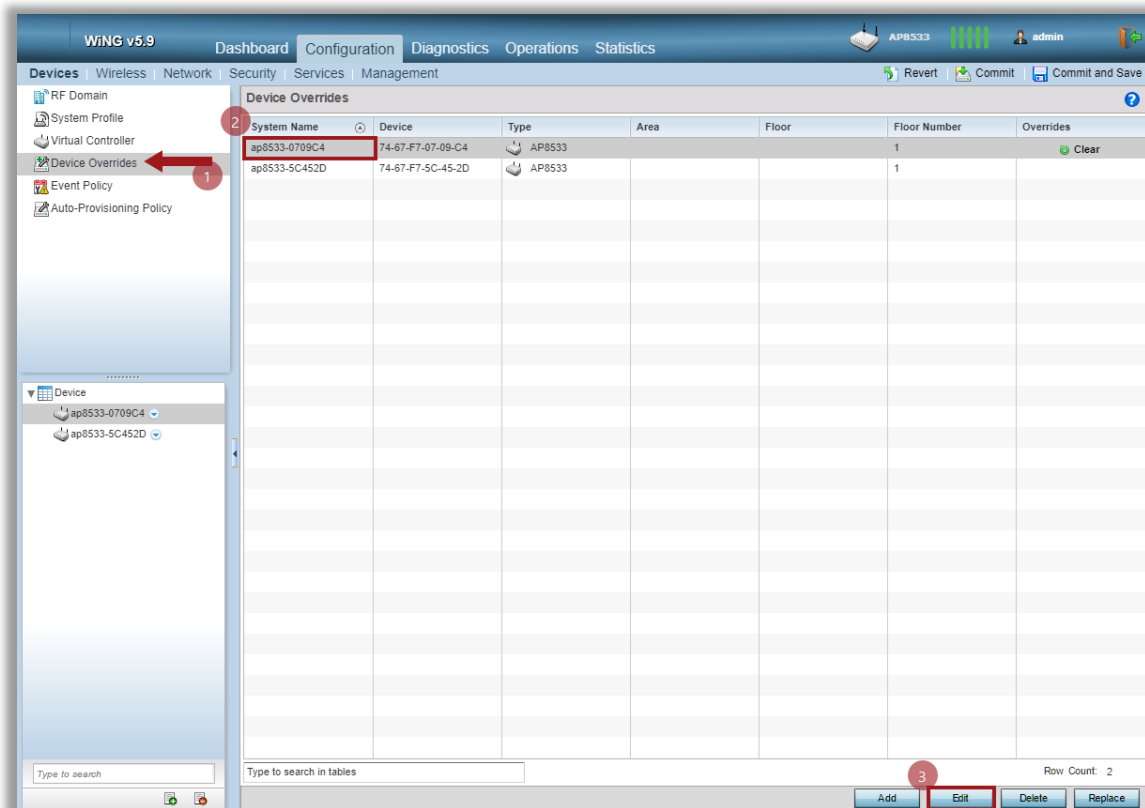 WiNG v5.9
Dashboard Configuration Diagnostics Operations Statistics
AP8533 admin
Devices Wireless Network Security Services Management
Revert Commit Commit and Save
RF Domain
System Profile
Virtual Controller
Device Overrides
1
Event Policy
Auto-Provisioning Policy
Device
ap8533-0709C4
ap8533-5C452D
Type to search
Device Overrides
?
2
System Name Device Type Area Floor Floor Number Overrides
ap8533-0709C4 74-67-F7-07-09-C4 AP8533 1 Clear
ap8533-5C452D 74-67-F7-5C-45-2D AP8533 1
Type to search in tables
Row Count: 2
3
Add Edit Delete Replace